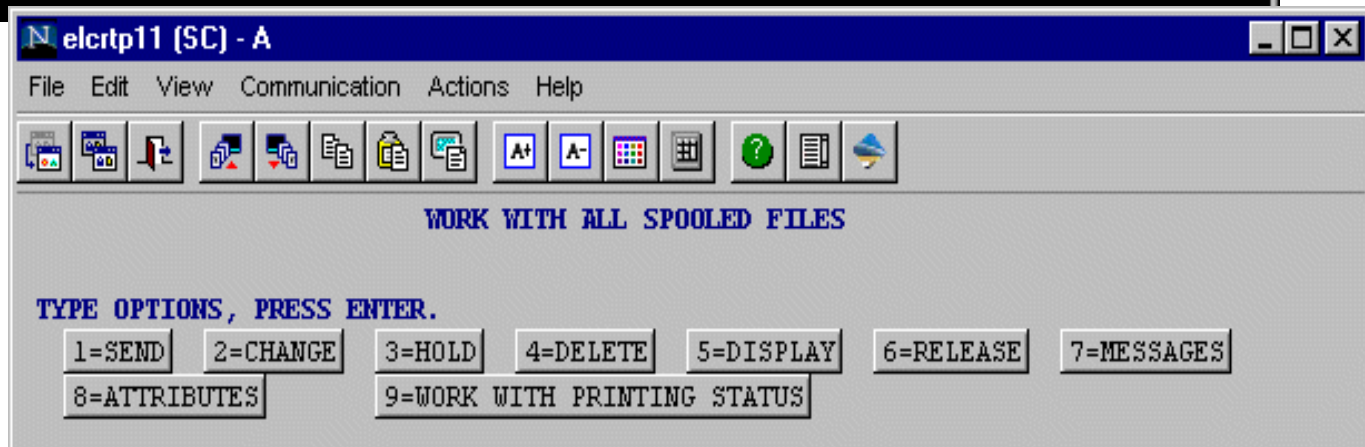 N elcrtp11 (SC) - A
File Edit View Communication Actions Help
A+ A- ?
WORK WITH ALL SPOOLED FILES
TYPE OPTIONS, PRESS ENTER.
1=SEND 2=CHANGE 3=HOLD 4=DELETE 5=DISPLAY 6=RELEASE 7=MESSAGES
8=ATTRIBUTES 9=WORK WITH PRINTING STATUS